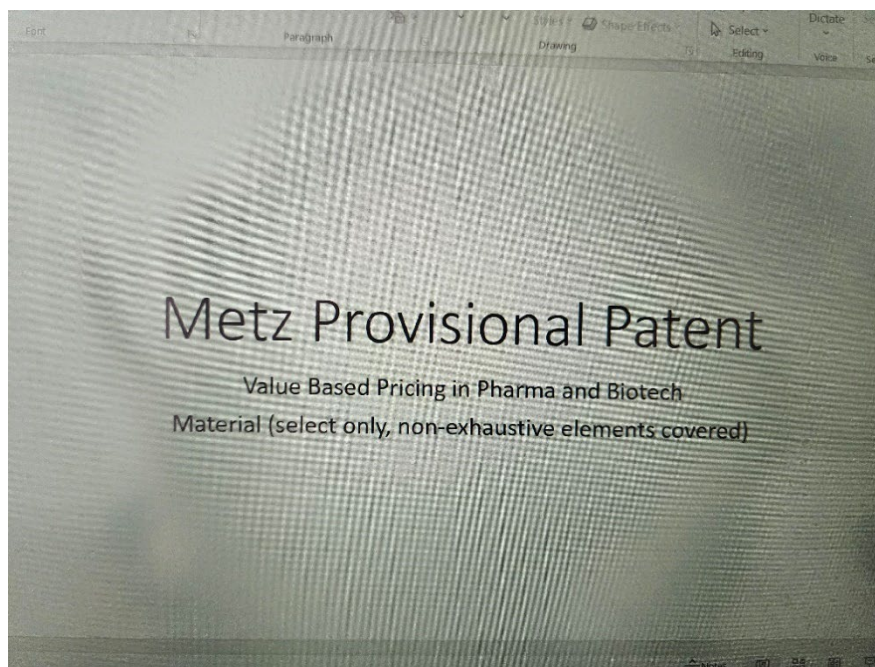 Font
Paragraph
Styles
Shape Effects
Drawing
Select
Editing
Dictate
Voice
Metz Provisional Patent
Value Based Pricing in Pharma and Biotech
Material (select only, non-exhaustive elements covered)